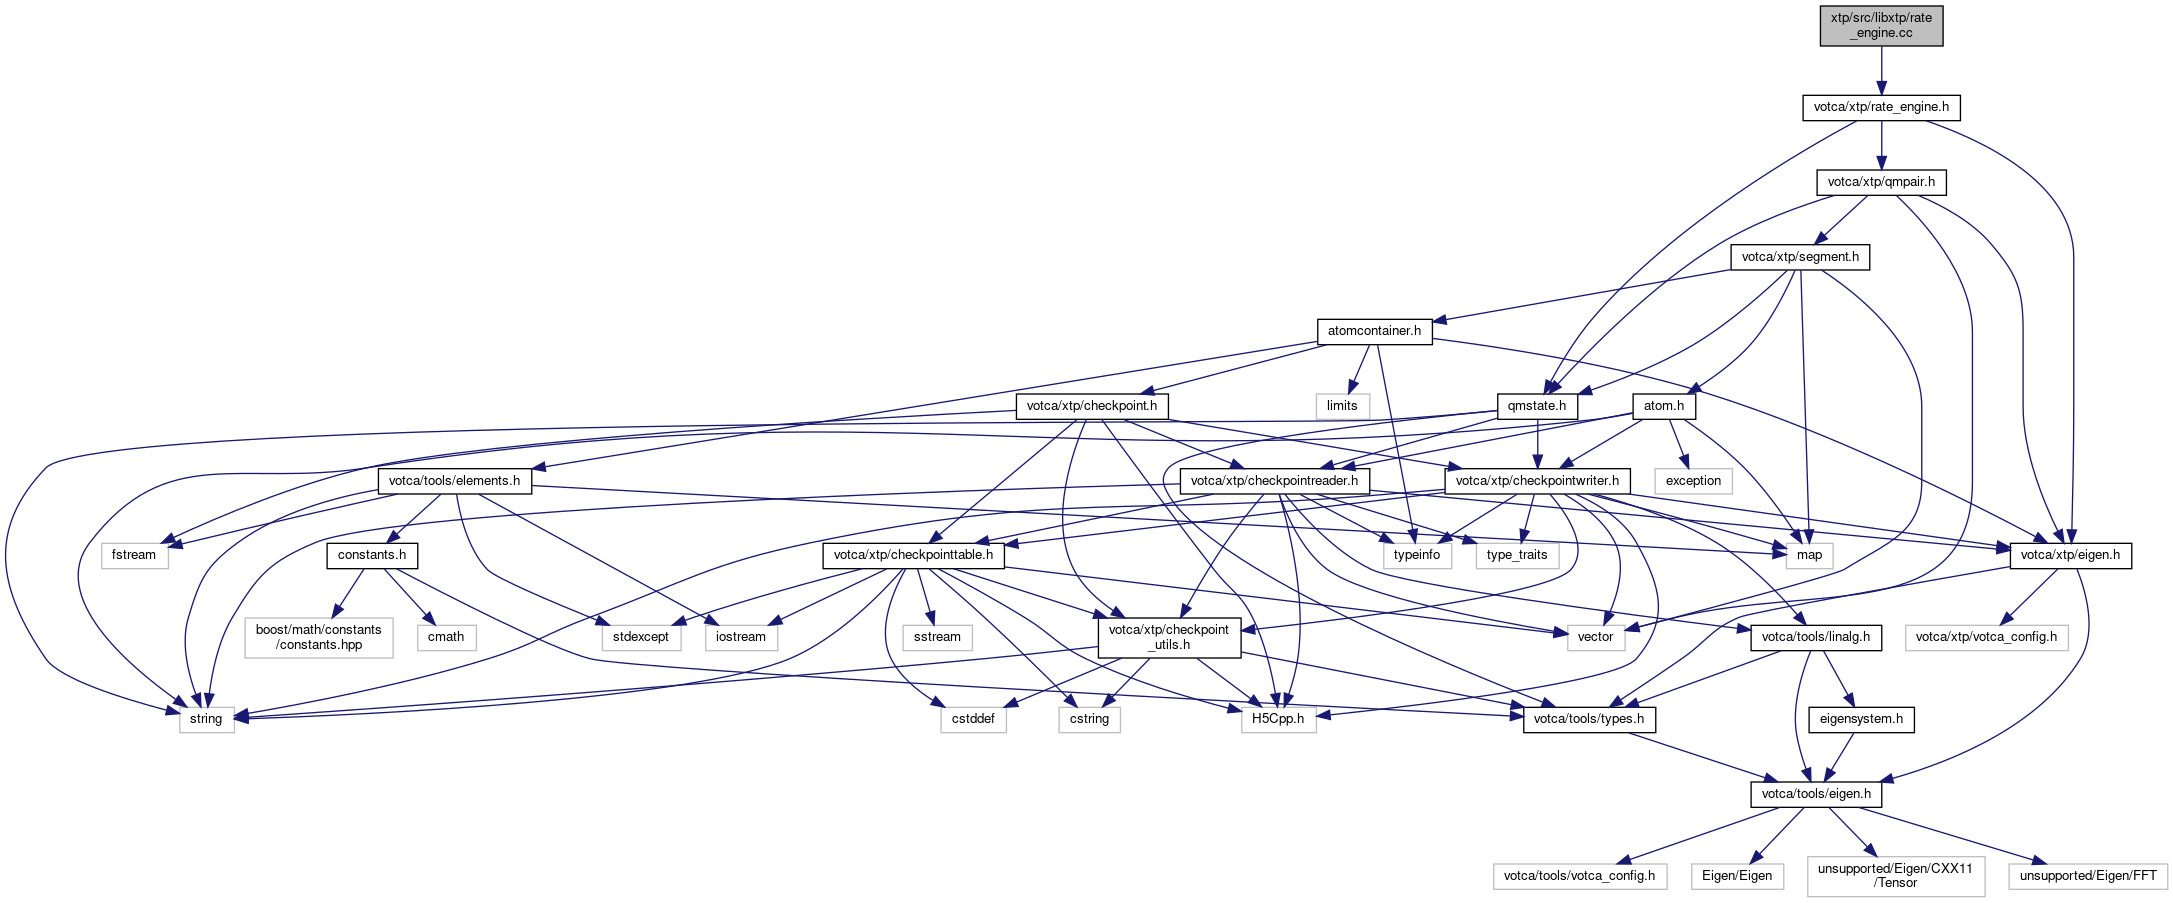 xtp/src/libxtp/rate
_engine.cc
votca/xtp/rate_engine.h
votca/xtp/qmpair.h
votca/xtp/segment.h
atomcontainer.h
votca/xtp/checkpoint.h
limits
qmstate.h
atom.h
votca/tools/elements.h
votca/xtp/checkpointreader.h
votca/xtp/checkpointwriter.h
exception
fstream
constants.h
votca/xtp/checkpointtable.h
typeinfo
type_traits
map
votca/xtp/eigen.h
boost/math/constants
/constants.hpp
cmath
stdexcept
iostream
sstream
votca/xtp/checkpoint
_utils.h
vector
votca/tools/linalg.h
votca/xtp/votca_config.h
string
cstddef
cstring
H5Cpp.h
votca/tools/types.h
eigensystem.h
votca/tools/eigen.h
votca/tools/votca_config.h
Eigen/Eigen
unsupported/Eigen/CXX11
/Tensor
unsupported/Eigen/FFT